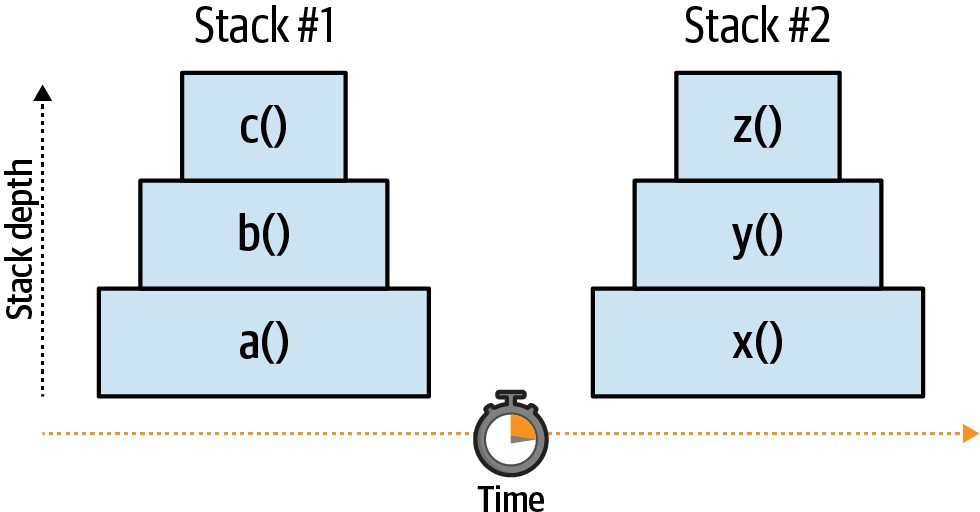 Stack #1
Stack #2
Stack depth
c()
z()
b()
y()
a()
x()
Time